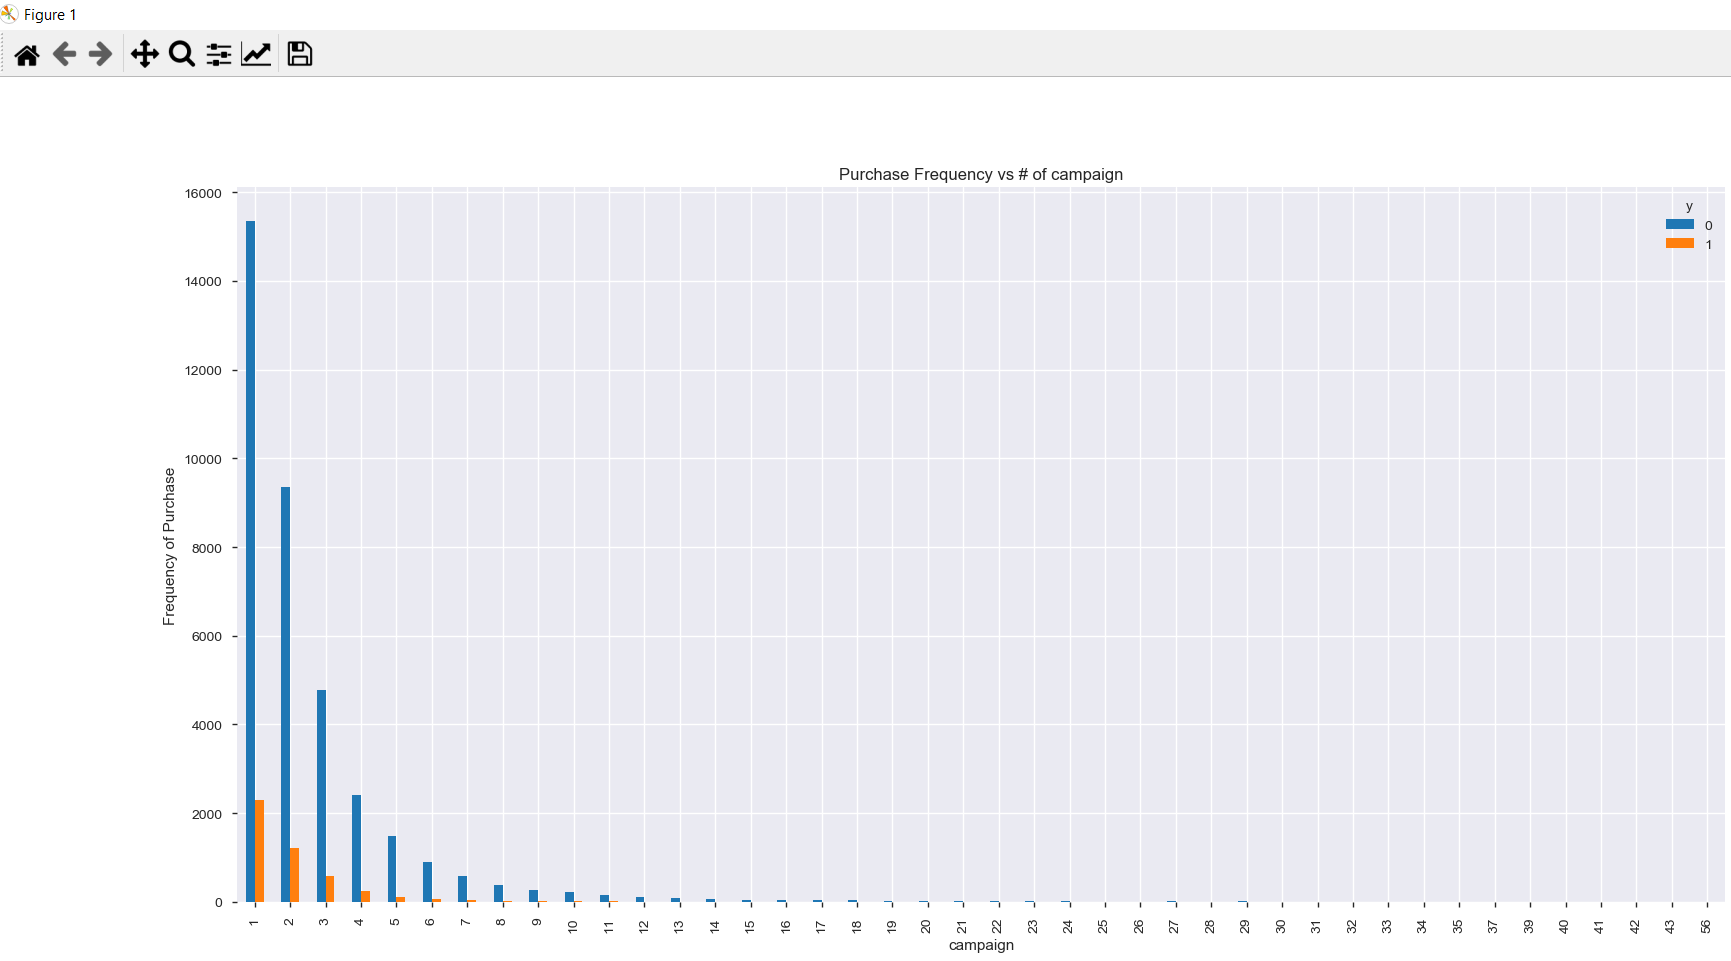 Figure 1
Purchase Frequency vs # of campaign
16000
14000
12000
10000
8000
6000
4000
2000
0
Frequency of Purchase
y
0
1
1 2 3 4 5 6 7 8 9 10 11 12 13 14 15 16 17 18 19 20 21 22 23 24 25 26 27 28 29 30 31 32 33 34 35 37 39 40 41 42 43 56
campaign